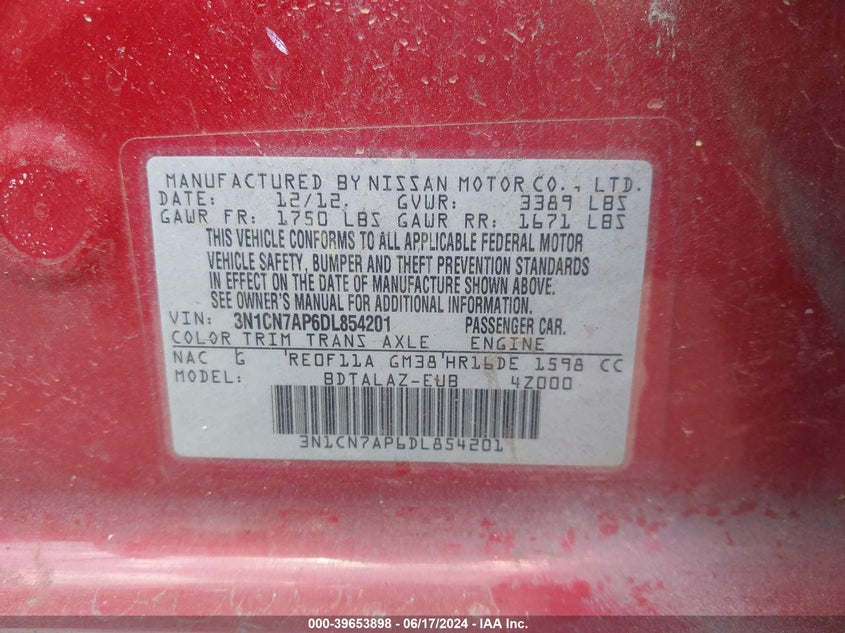 MANUFACTURED BY NISSAN MOTOR CO., LTD.
DATE: 12/12. GVWR: 3389 LBS
GAWR FR: 1750 LBS GAWR RR: 1671 LBS
THIS VEHICLE CONFORMS TO ALL APPLICABLE FEDERAL MOTOR
VEHICLE SAFETY, BUMPER AND THEFT PREVENTION STANDARDS
IN EFFECT ON THE DATE OF MANUFACTURE SHOWN ABOVE.
SEE OWNER'S MANUAL FOR ADDITIONAL INFORMATION.
VIN: 3N1CN7AP6DL854201 PASSENGER CAR.
COLOR TRIM TRANS AXLE ENGINE
NAC G RE0F11A GM38 HR16DE 1598 CC
MODEL: BDTALAZ-EUB 4Z000
3N1CN7AP6DL854201
000-39653898 - 06/17/2024 - IAA Inc.